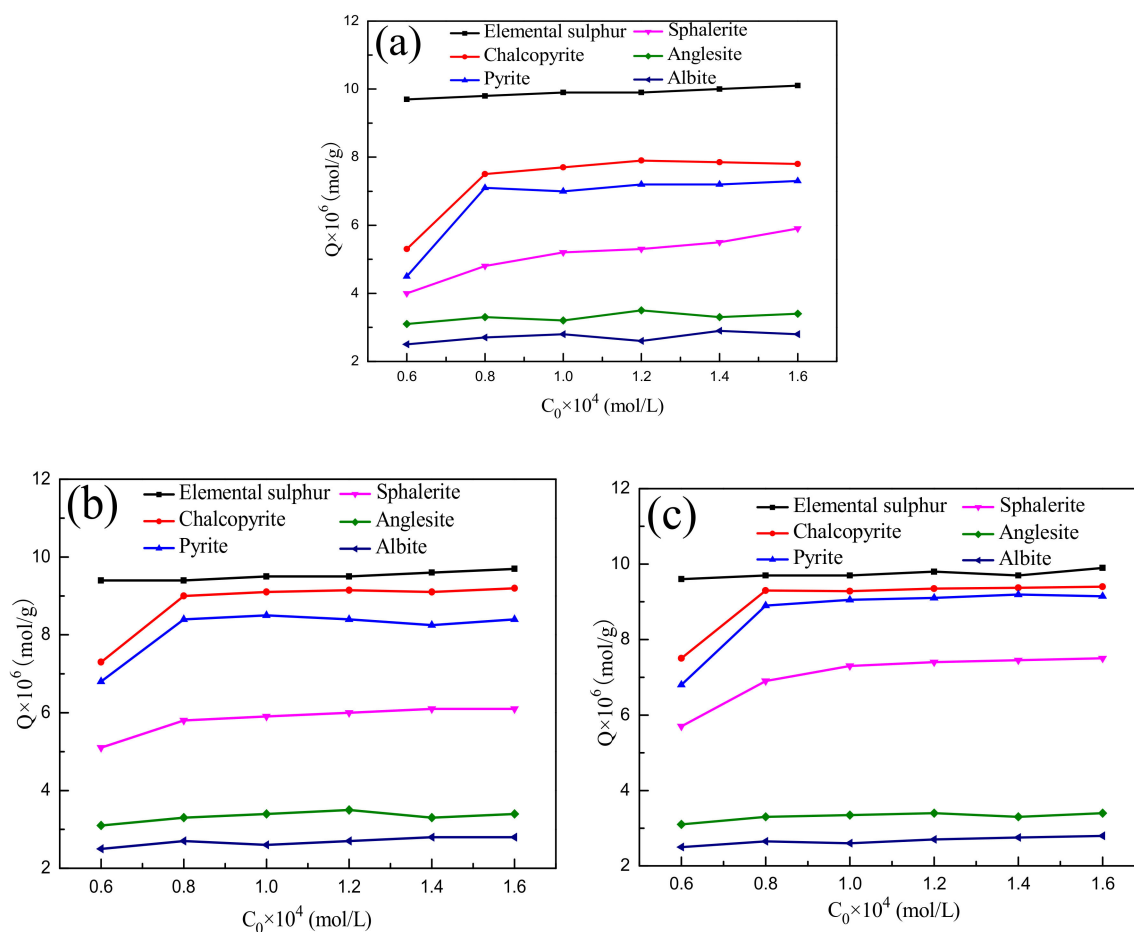 (a)
Elemental sulphur
Chalcopyrite
Pyrite
Sphalerite
Anglesite
Albite
12
10
8
6
4
2
Q×10⁶ (mol/g)
0.6 0.8 1.0 1.2 1.4 1.6
C₀×10⁴ (mol/L)
(b)
Elemental sulphur
Chalcopyrite
Pyrite
Sphalerite
Anglesite
Albite
12
10
8
6
4
2
Q×10⁶ (mol/g)
0.6 0.8 1.0 1.2 1.4 1.6
C₀×10⁴ (mol/L)
(c)
Elemental sulphur
Chalcopyrite
Pyrite
Sphalerite
Anglesite
Albite
12
10
8
6
4
2
Q×10⁶ (mol/g)
0.6 0.8 1.0 1.2 1.4 1.6
C₀×10⁴ (mol/L)